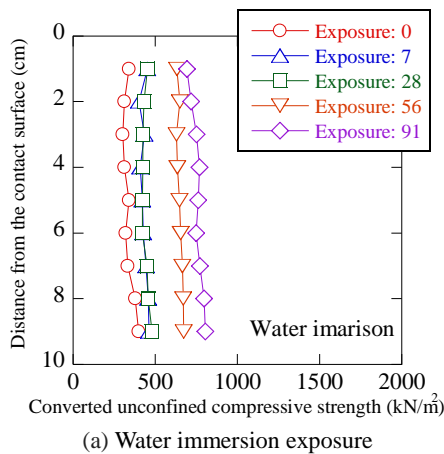 Exposure: 0
Exposure: 7
Exposure: 28
Exposure: 56
Exposure: 91
Distance from the contact surface (cm)
0
2
4
6
8
10
Water imarison
0 500 1000 1500 2000
Converted unconfined compressive strength (kN/m²)
(a) Water immersion exposure